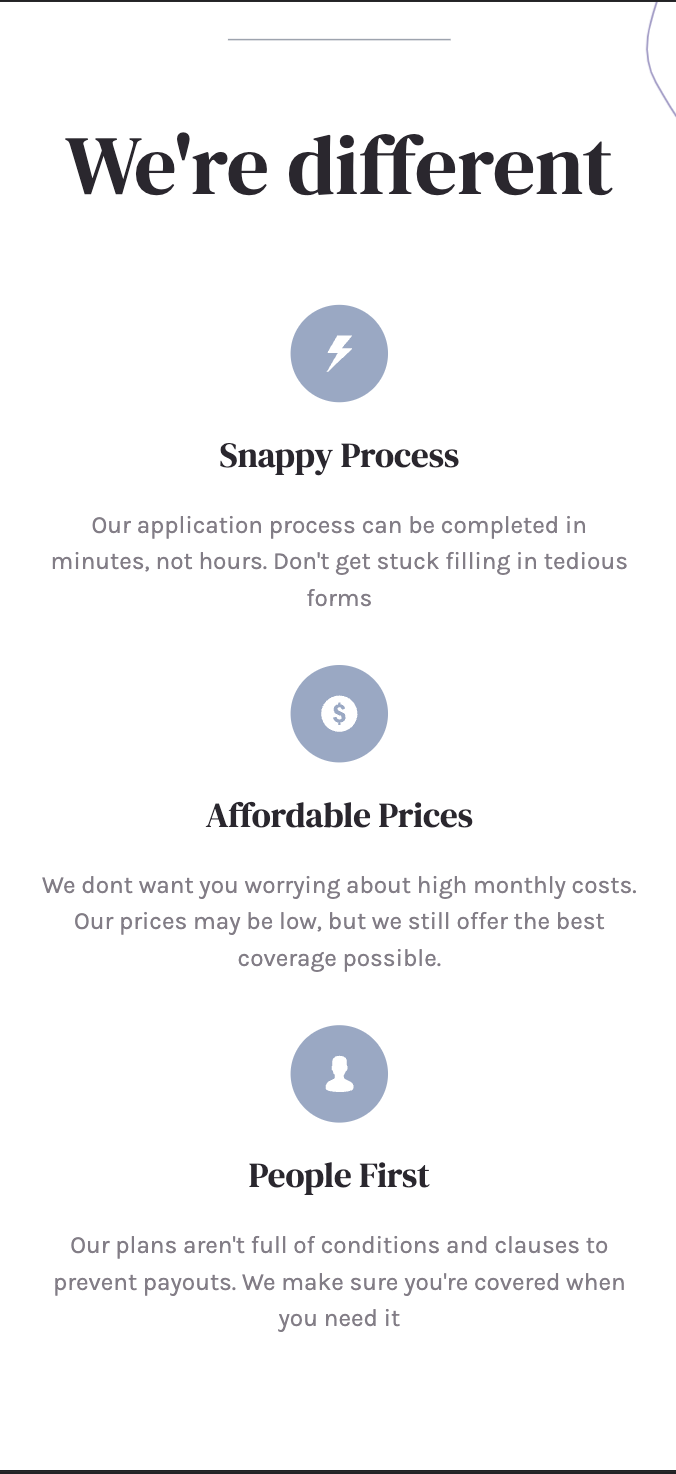 We're different
Snappy Process
Our application process can be completed in
minutes, not hours. Don't get stuck filling in tedious
forms
$
Affordable Prices
We dont want you worrying about high monthly costs.
Our prices may be low, but we still offer the best
coverage possible.
People First
Our plans aren't full of conditions and clauses to
prevent payouts. We make sure you're covered when
you need it